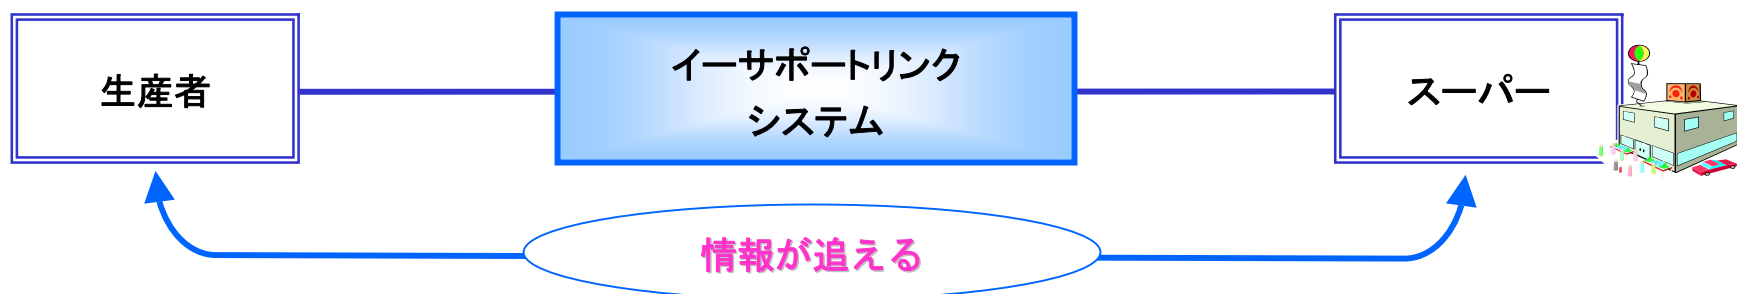 生産者
イーサポートリンク
システム
スーパー
情報が追える